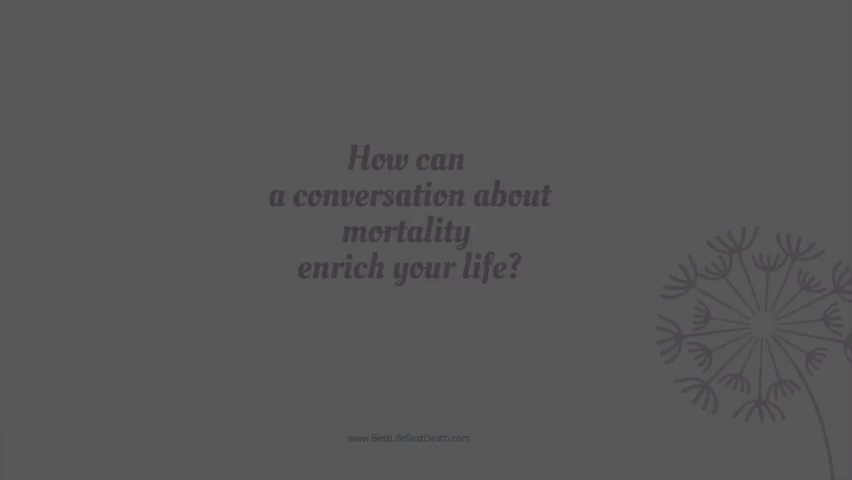 How can
a conversation about
mortality
enrich your life?
www.BestLifeBestDeath.com